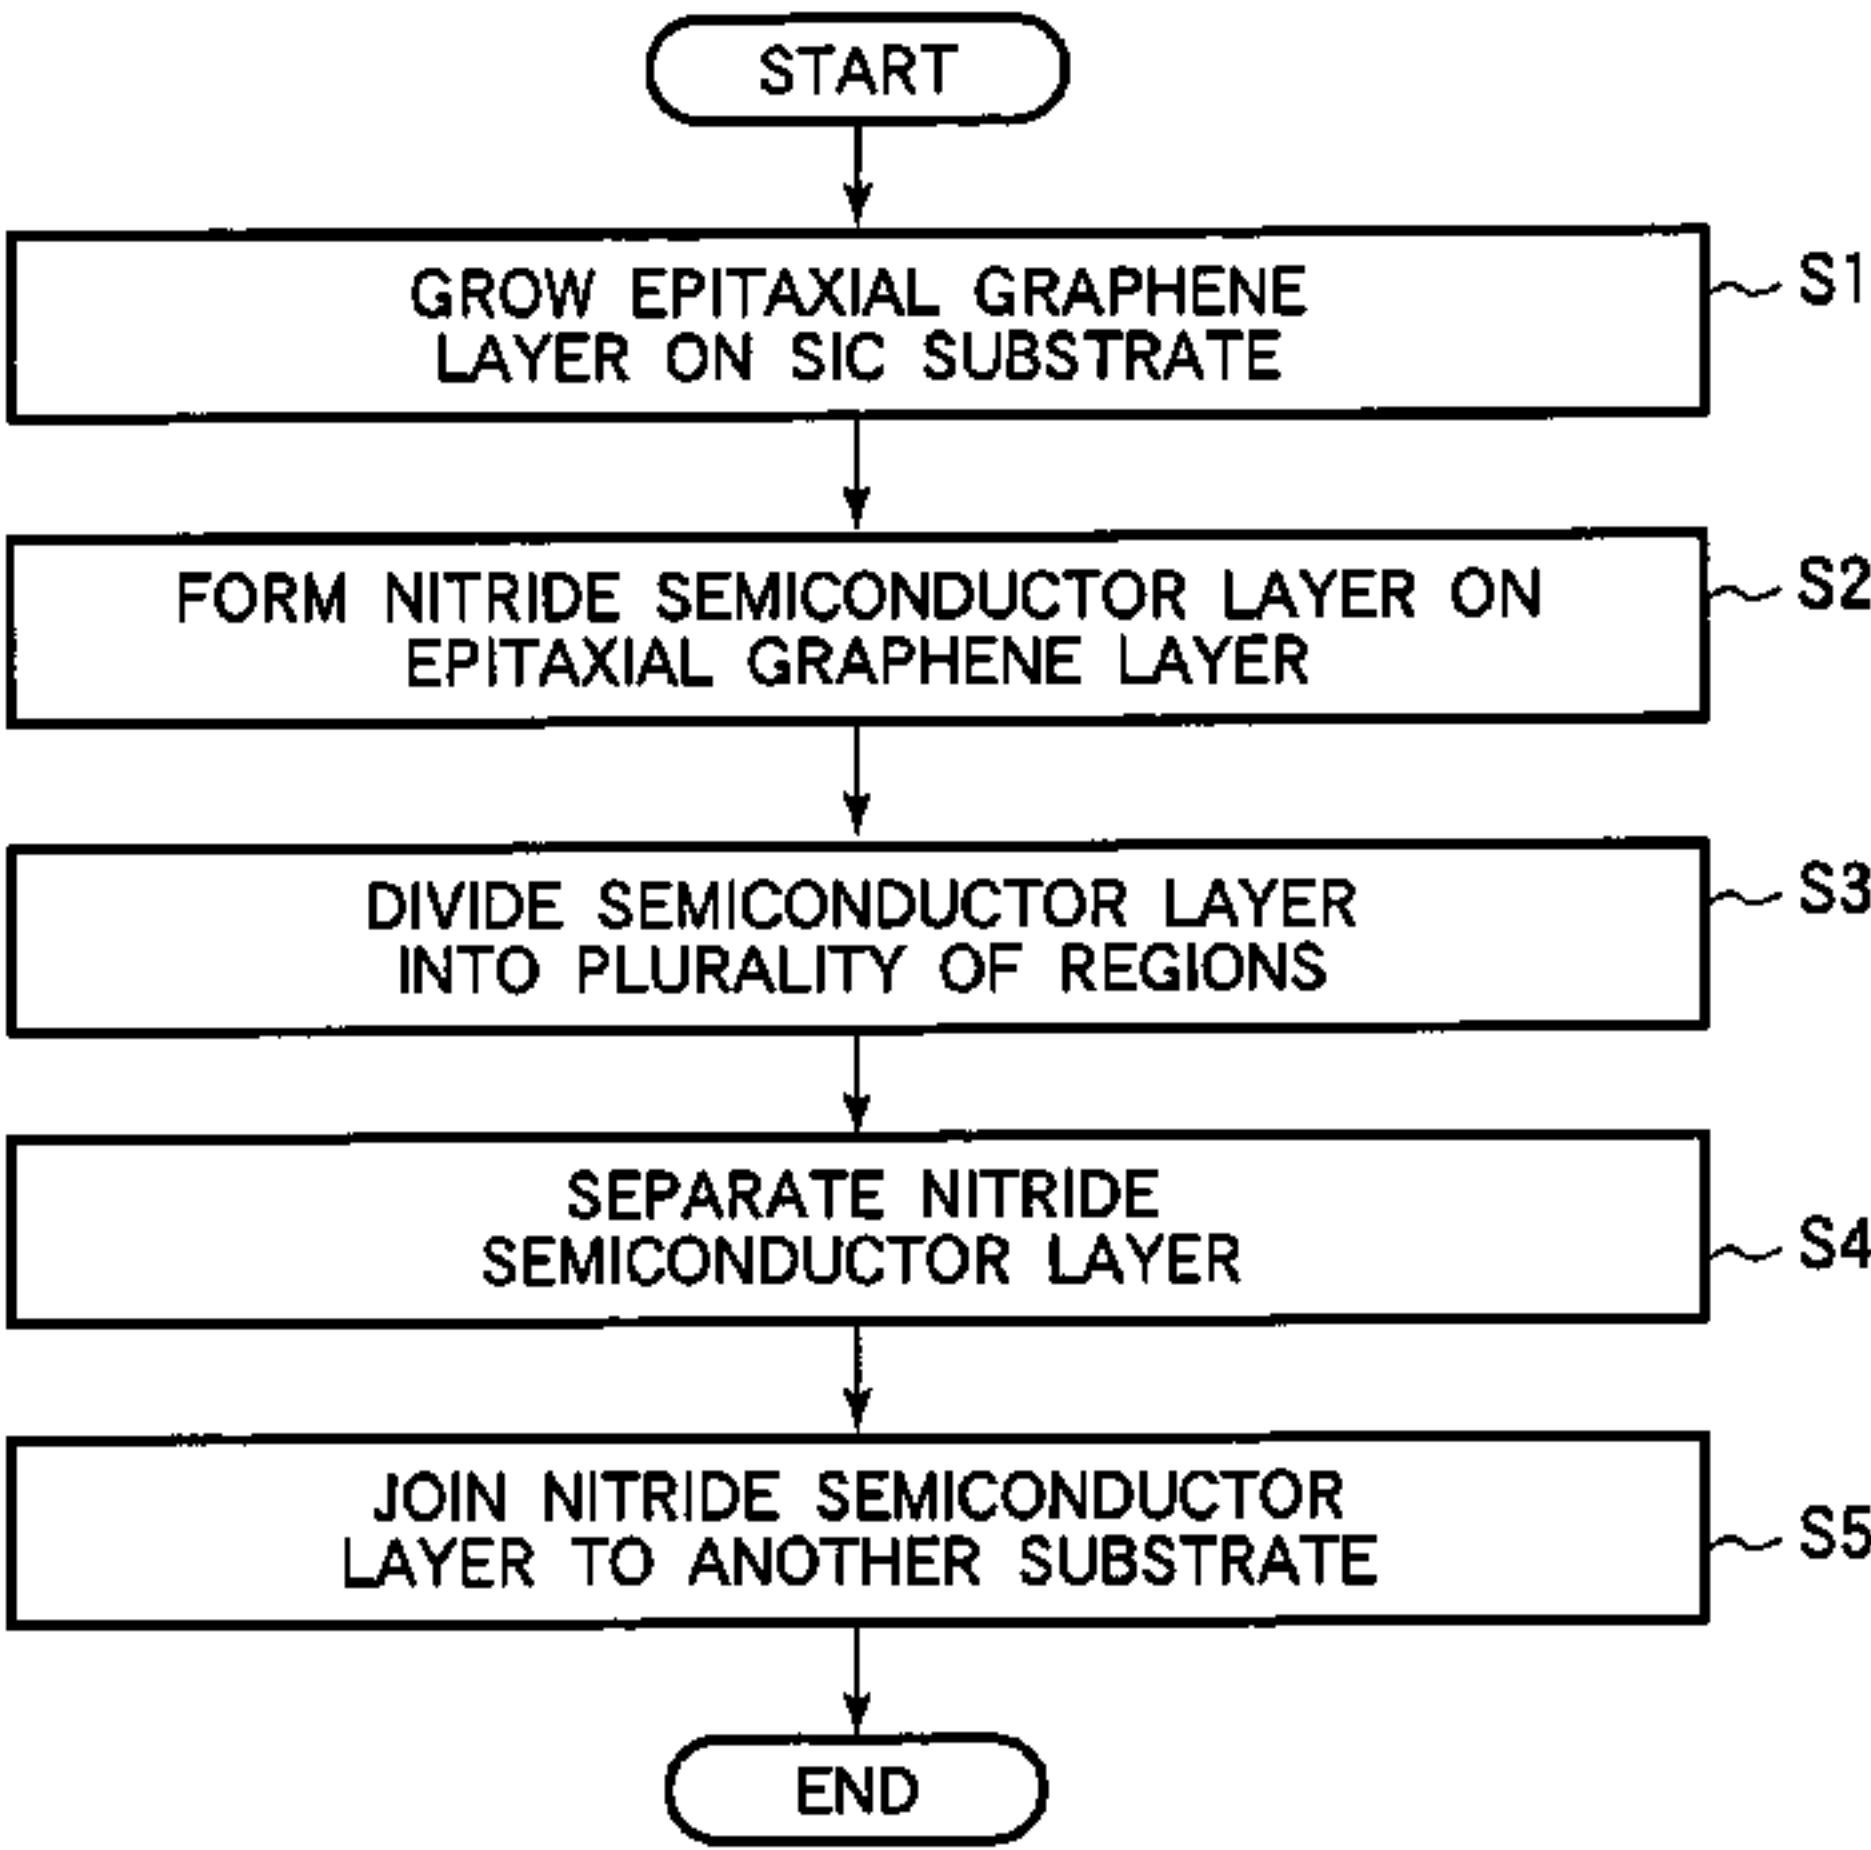 START
GROW EPITAXIAL GRAPHENE
LAYER ON SIC SUBSTRATE
S1
FORM NITRIDE SEMICONDUCTOR LAYER ON
EPITAXIAL GRAPHENE LAYER
S2
DIVIDE SEMICONDUCTOR LAYER
INTO PLURALITY OF REGIONS
S3
SEPARATE NITRIDE
SEMICONDUCTOR LAYER
S4
JOIN NITRIDE SEMICONDUCTOR
LAYER TO ANOTHER SUBSTRATE
S5
END